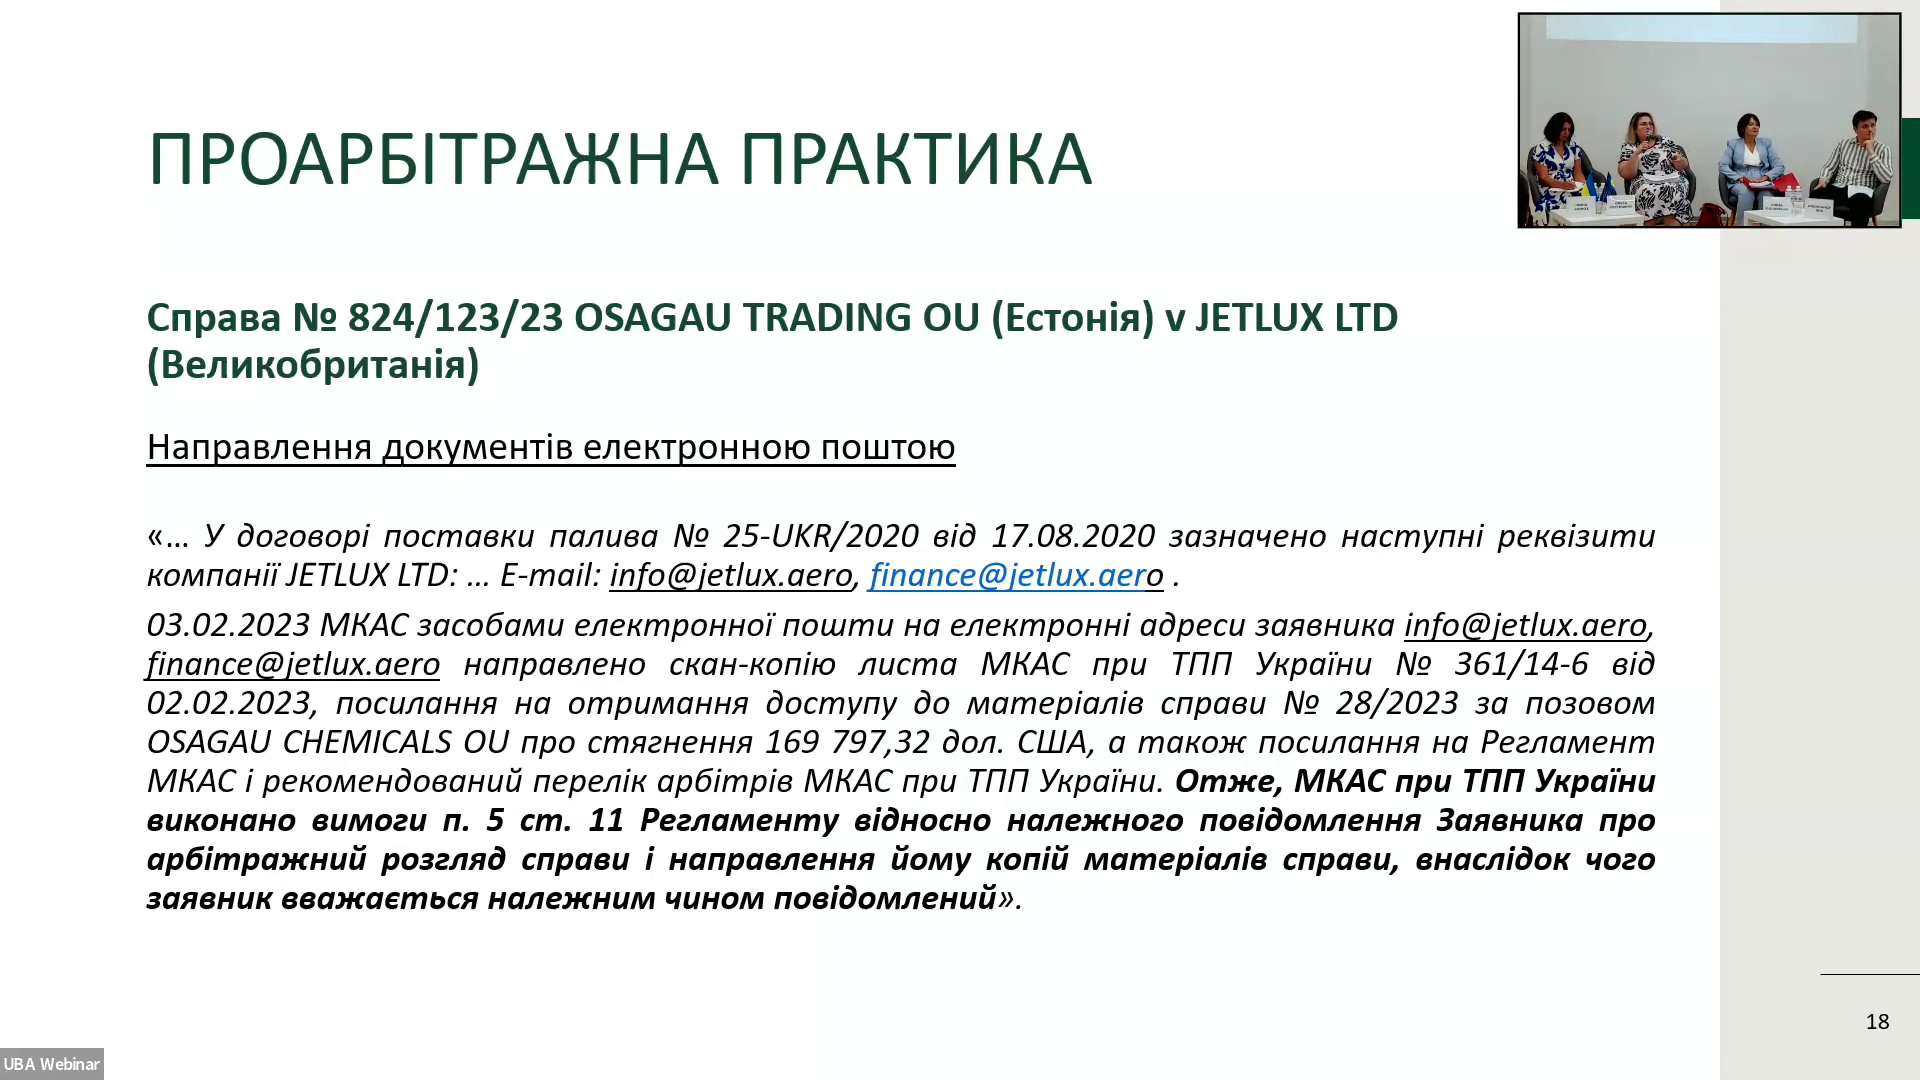 ПРОАРБІТРАЖНА ПРАКТИКА
Справа № 824/123/23 OSAGAU TRADING OU (Естонія) v JETLUX LTD
(Великобританія)
Направлення документів електронною поштою
«… У договорі поставки палива № 25-UKR/2020 від 17.08.2020 зазначено наступні реквізити
компанії JETLUX LTD: … E-mail: info@jetlux.aero, finance@jetlux.aero .
03.02.2023 МКАС засобами електронної пошти на електронні адреси заявника info@jetlux.aero,
finance@jetlux.aero направлено скан-копію листа МКАС при ТПП України № 361/14-6 від
02.02.2023, посилання на отримання доступу до матеріалів справи № 28/2023 за позовом
OSAGAU CHEMICALS OU про стягнення 169 797,32 дол. США, а також посилання на Регламент
МКАС і рекомендований перелік арбітрів МКАС при ТПП України. Отже, МКАС при ТПП України
виконано вимоги п. 5 ст. 11 Регламенту відносно належного повідомлення Заявника про
арбітражний розгляд справи і направлення йому копій матеріалів справи, внаслідок чого
заявник вважається належним чином повідомлений».
18
UBA Webinar